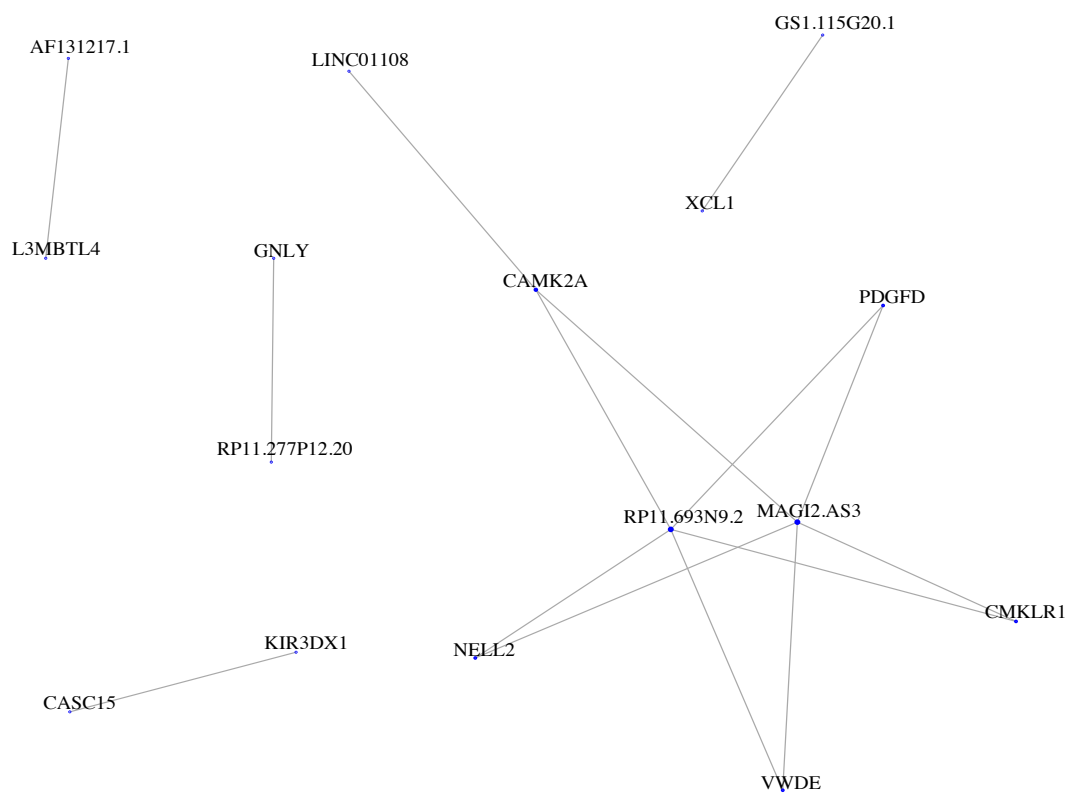 GS1.115G20.1
AF131217.1
LINC01108
XCL1
L3MBTL4
GNLY
CAMK2A
PDGFD
RP11.277P12.20
RP11.693N9.2
MAGI2.AS3
CMKLR1
KIR3DX1
NELL2
CASC15
VWDE